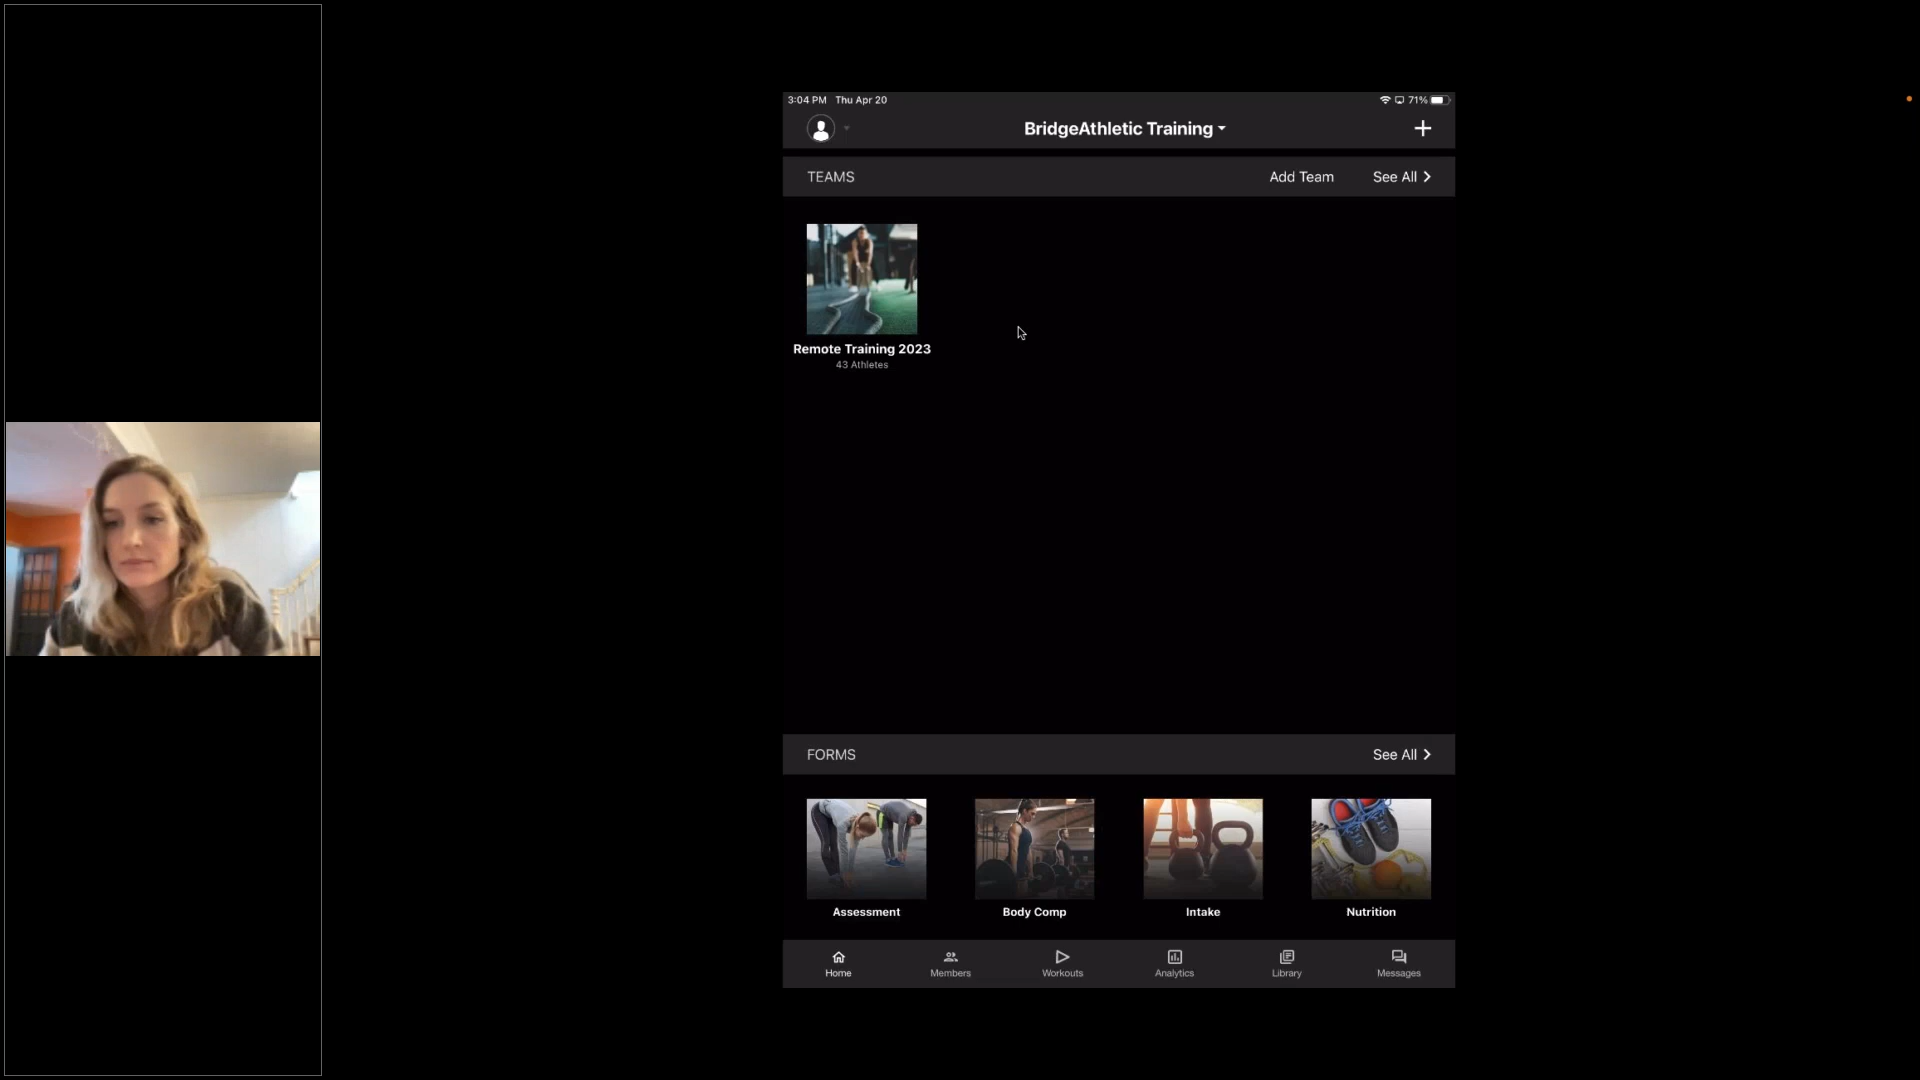 3:04 PM Thu Apr 20 71%
BridgeAthletic Training
TEAMS Add Team See All
Remote Training 2023
43 Athletes
FORMS See All
Assessment Body Comp Intake Nutrition
Home Members Workouts Analytics Library Messages